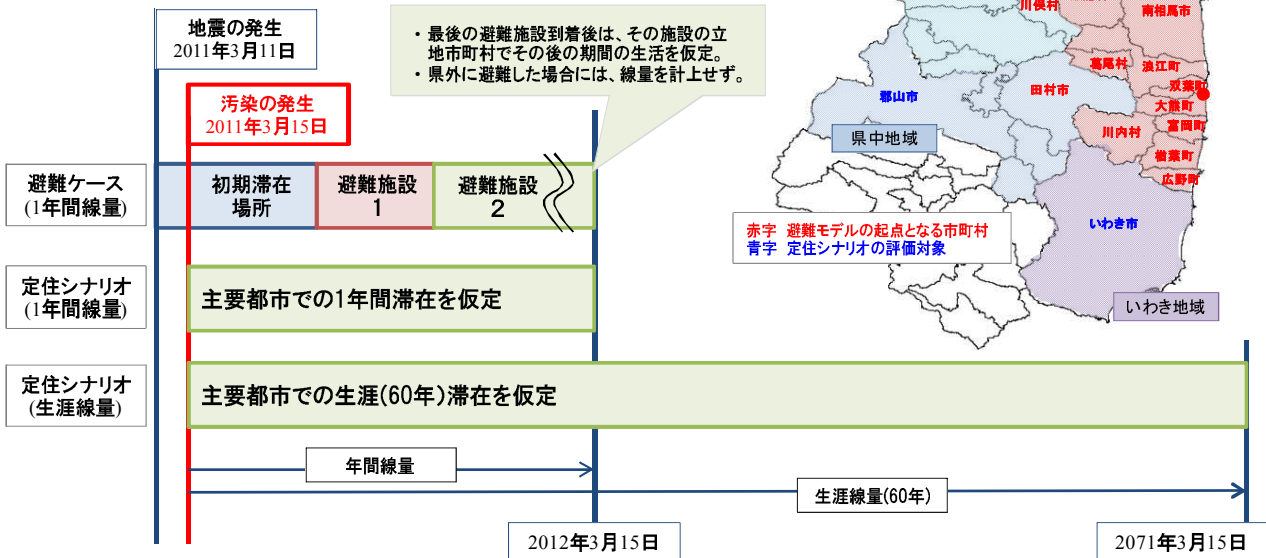 地震の発生
2011年3月11日
汚染の発生
2011年3月15日
・最後の避難施設到着後は、その施設の立
地市町村でその後の期間の生活を仮定。
・県外に避難した場合には、線量を計上せず。
避難ケース
(1年間線量)
初期滞在
場所
避難施設
1
避難施設
2
定住シナリオ
(1年間線量)
主要都市での1年間滞在を仮定
定住シナリオ
(生涯線量)
主要都市での生涯(60年)滞在を仮定
年間線量
生涯線量(60年)
2012年3月15日
2071年3月15日
川俣村
南相馬市
葛尾村
浪江町
双葉町
大熊町
富岡町
川内村
楢葉町
広野町
田村市
郡山市
県中地域
いわき市
いわき地域
赤字 避難モデルの起点となる市町村
青字 定住シナリオの評価対象